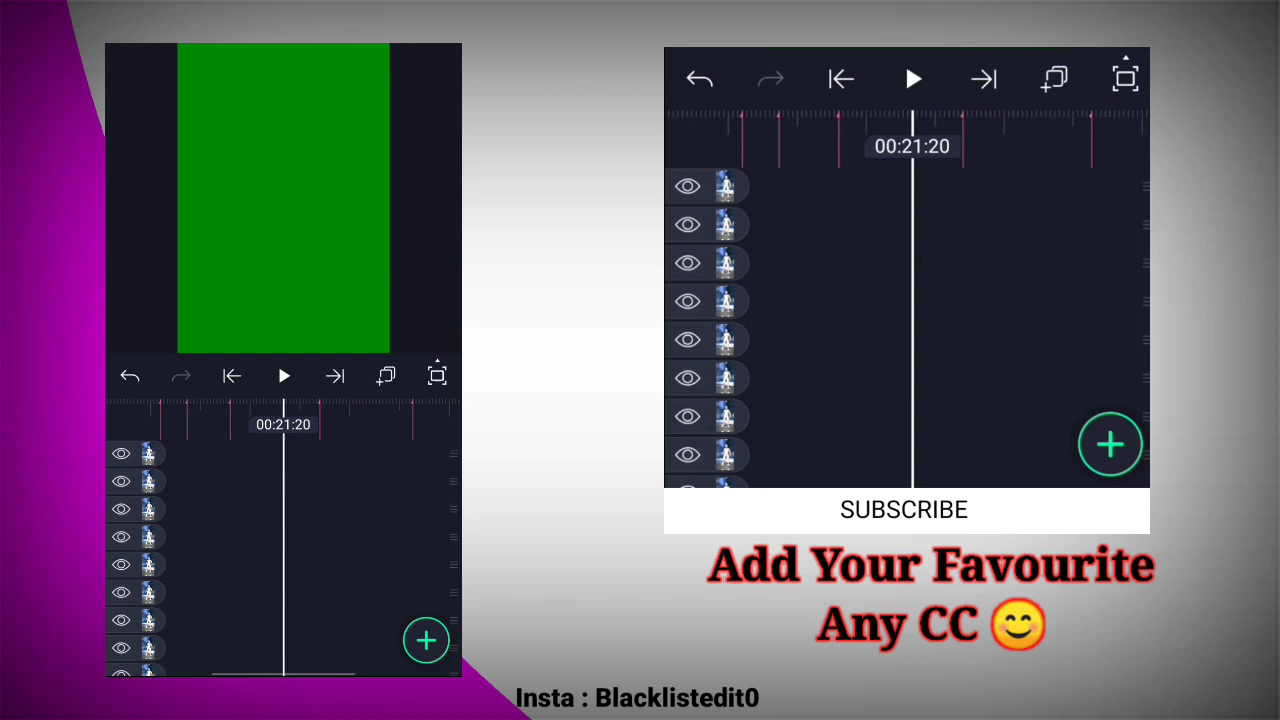 00:21:20
00:21:20
SUBSCRIBE
Add Your Favourite
Any CC 😊
Insta : Blacklistedit0